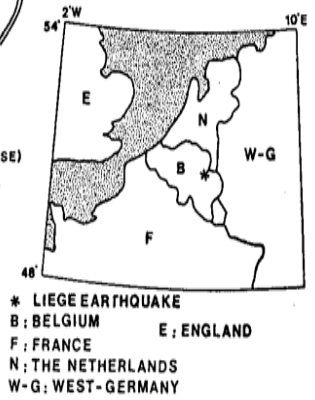 2'W
10'E
54'
E
N
SE)
B
*
W-G
F
48'
* LIEGE EARTHQUAKE
B: BELGIUM
E: ENGLAND
F: FRANCE
N: THE NETHERLANDS
W-G: WEST-GERMANY